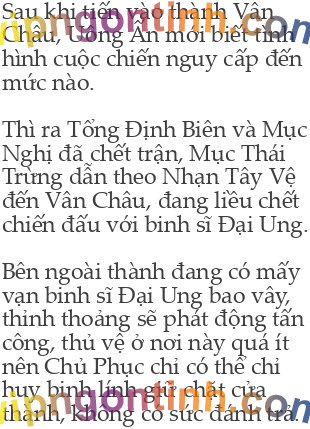 Sau khi tiến vào thành Vân
Châu, Uông Ấn mới biết tình
hình cuộc chiến nguy cấp đến
mức nào.
Thì ra Tổng Định Biên và Mục
Nghị đã chết trận, Mục Thái
Trừng dẫn theo Nhạn Tây Vệ
đến Vân Châu, đang liều chết
chiến đấu với binh sĩ Đại Ung.
Bên ngoài thành đang có mấy
vạn binh sĩ Đại Ung bao vây,
thỉnh thoảng sẽ phát động tấn
công, thủ vệ ở nơi này quá ít
nên Chủ Phục chỉ có thể chỉ
huy binh lính giữ chặt cửa
thành, không có sức đánh trả.